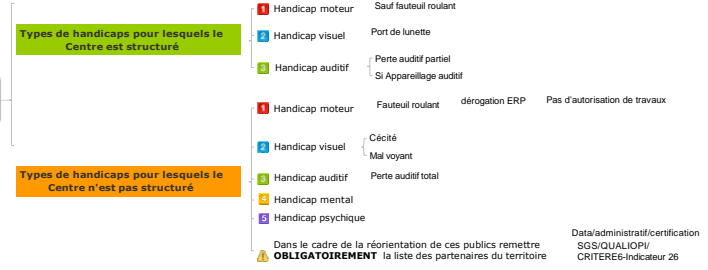 Types de handicaps pour lesquels le
Centre est structuré
1 Handicap moteur
Sauf fauteuil roulant
2 Handicap visuel
Port de lunette
3 Handicap auditif
Perte auditif partiel
Si Appareillage auditif
Types de handicaps pour lesquels le
Centre n'est pas structuré
1 Handicap moteur
Fauteuil roulant
dérogation ERP
Pas d'autorisation de travaux
2 Handicap visuel
Cécité
Mal voyant
3 Handicap auditif
Perte auditif total
4 Handicap mental
5 Handicap psychique
Dans le cadre de la réorientation de ces publics remettre
OBLIGATOIREMENT la liste des partenaires du territoire
Data/administratif/certification
SGS/QUALIOPI/
CRITERE6-Indicateur 26